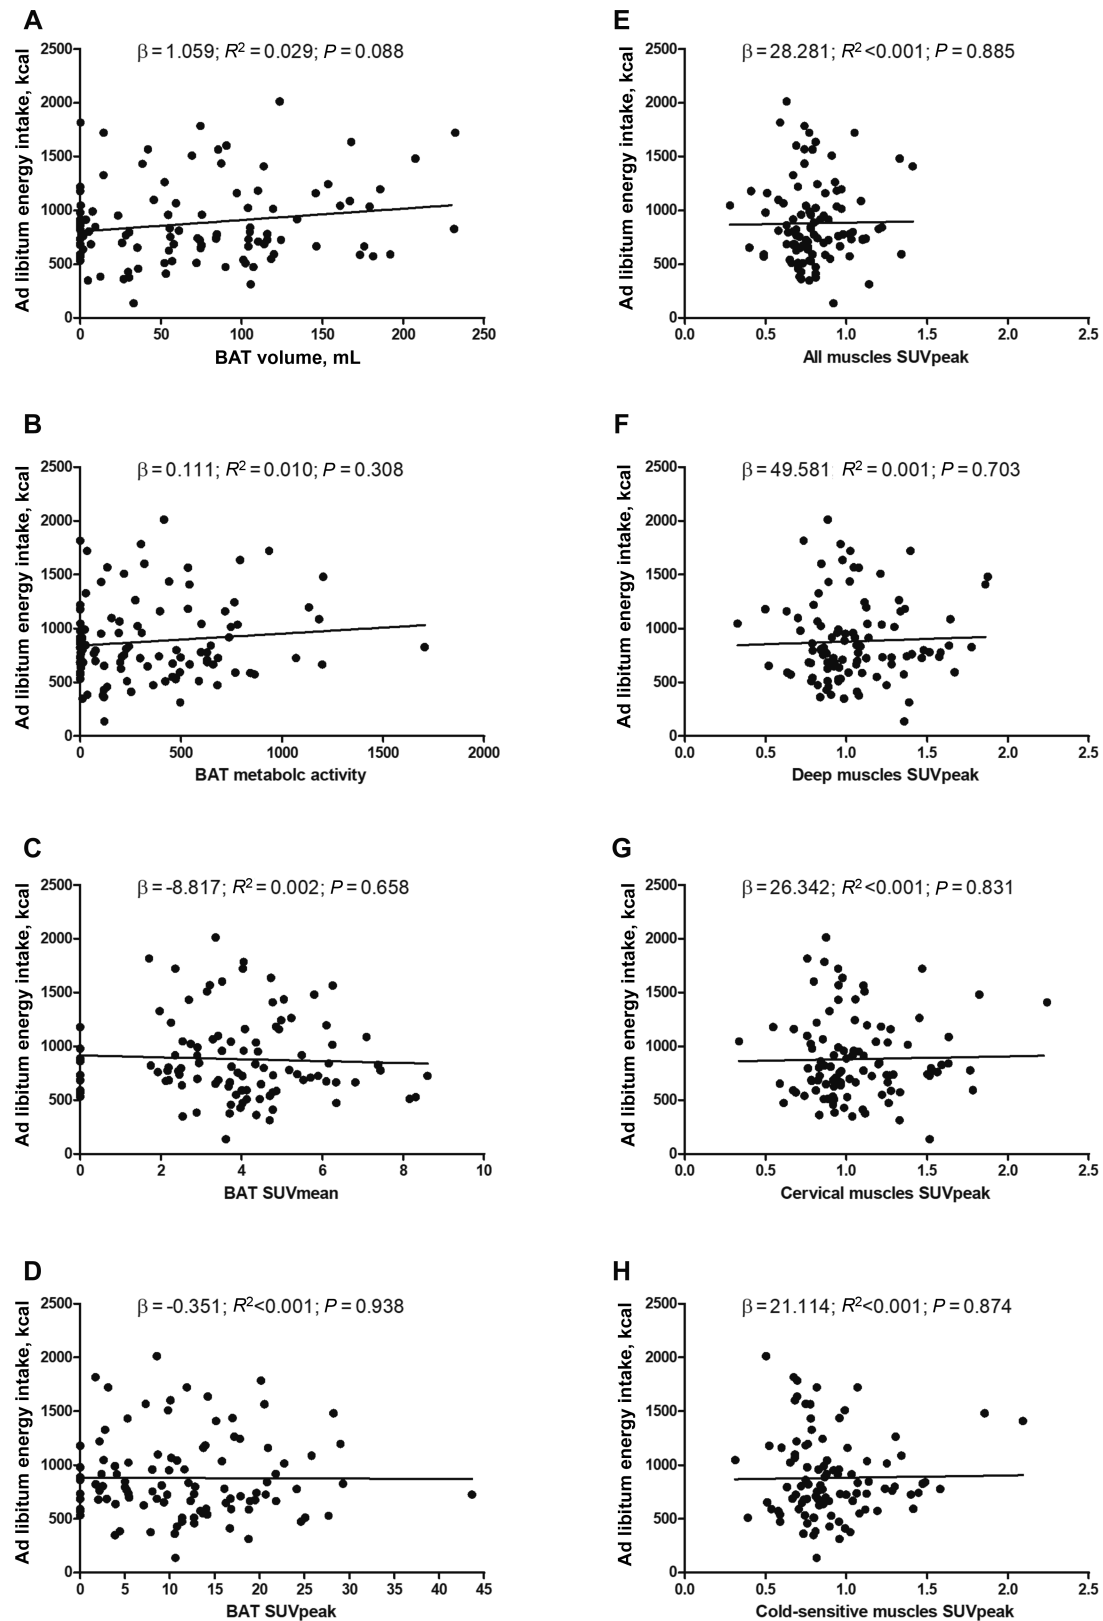 A
β = 1.059; R² = 0.029; P = 0.088
Ad libitum energy intake, kcal
2500
2000
1500
1000
500
0
0 50 100 150 200 250
BAT volume, mL
B
β = 0.111; R² = 0.010; P = 0.308
Ad libitum energy intake, kcal
2500
2000
1500
1000
500
0
0 500 1000 1500 2000
BAT metabolc activity
C
β = -8.817; R² = 0.002; P = 0.658
Ad libitum energy intake, kcal
2500
2000
1500
1000
500
0
0 2 4 6 8 10
BAT SUVmean
D
β = -0.351; R²<0.001; P = 0.938
Ad libitum energy intake, kcal
2500
2000
1500
1000
500
0
0 5 10 15 20 25 30 35 40 45
BAT SUVpeak
E
β = 28.281; R²<0.001; P = 0.885
Ad libitum energy intake, kcal
2500
2000
1500
1000
500
0
0.0 0.5 1.0 1.5 2.0 2.5
All muscles SUVpeak
F
β = 49.581; R² = 0.001; P = 0.703
Ad libitum energy intake, kcal
2500
2000
1500
1000
500
0
0.0 0.5 1.0 1.5 2.0 2.5
Deep muscles SUVpeak
G
β = 26.342; R²<0.001; P = 0.831
Ad libitum energy intake, kcal
2500
2000
1500
1000
500
0
0.0 0.5 1.0 1.5 2.0 2.5
Cervical muscles SUVpeak
H
β = 21.114; R²<0.001; P = 0.874
Ad libitum energy intake, kcal
2500
2000
1500
1000
500
0
0.0 0.5 1.0 1.5 2.0 2.5
Cold-sensitive muscles SUVpeak